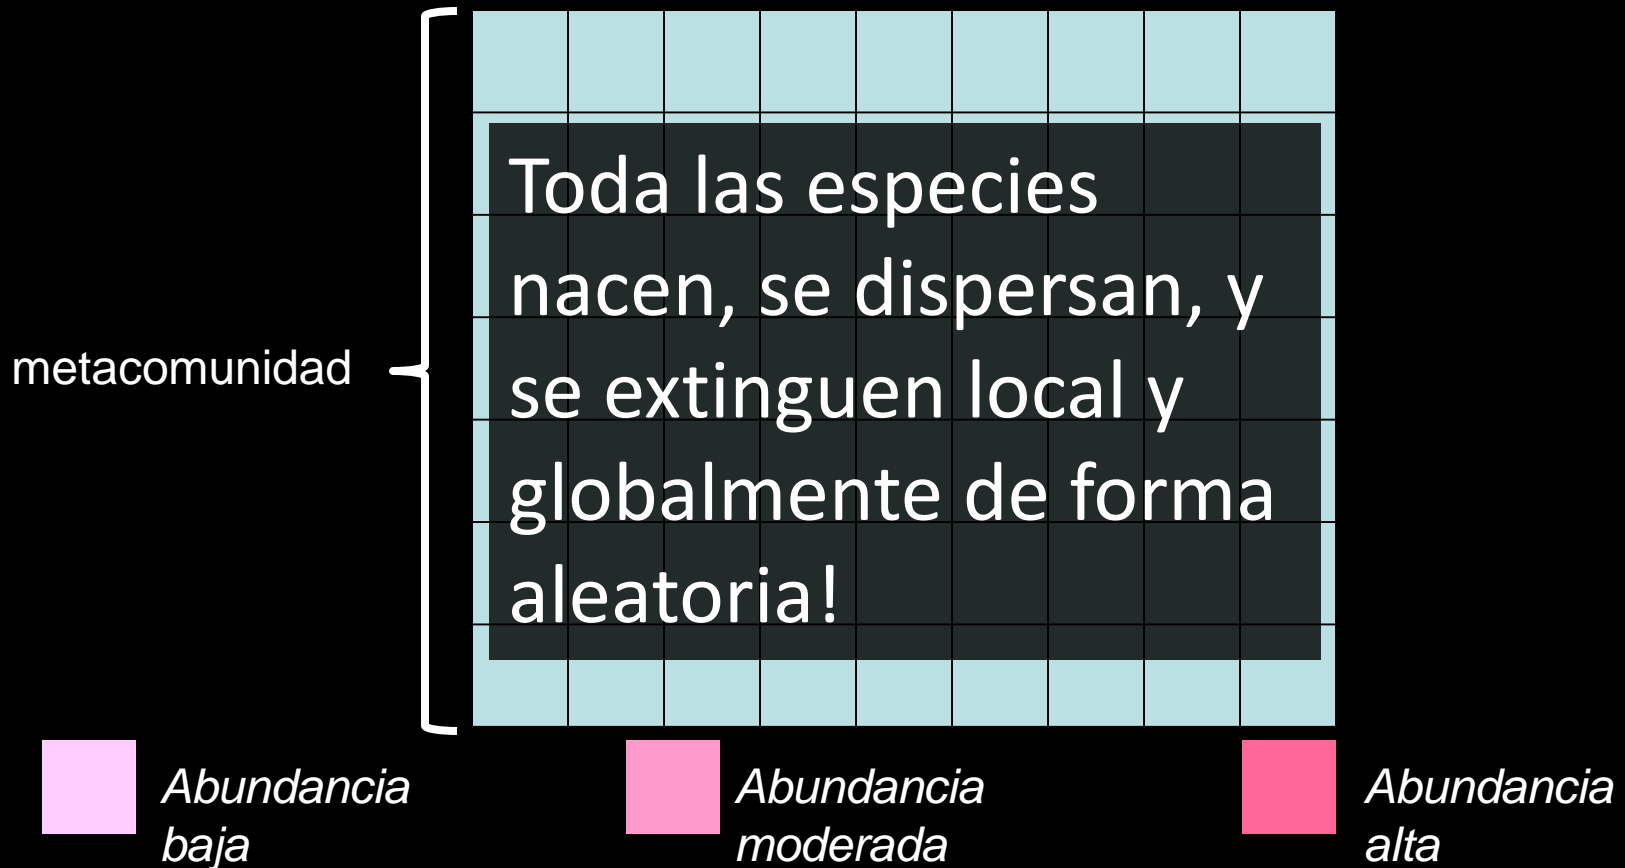 Toda las especies
nacen, se dispersan, y
se extinguen local y
globalmente de forma
aleatoria!
metacomunidad
Abundancia
baja
Abundancia
moderada
Abundancia
alta